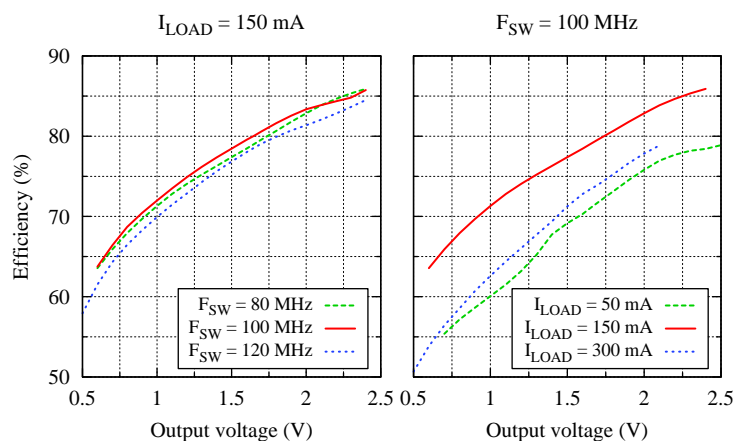 I_LOAD = 150 mA
F_SW = 100 MHz
Efficiency (%)
90
85
80
70
60
50
0.5
1
1.5
2
2.5
Output voltage (V)
F_SW = 80 MHz
F_SW = 100 MHz
F_SW = 120 MHz
0.5
1
1.5
2
2.5
Output voltage (V)
I_LOAD = 50 mA
I_LOAD = 150 mA
I_LOAD = 300 mA